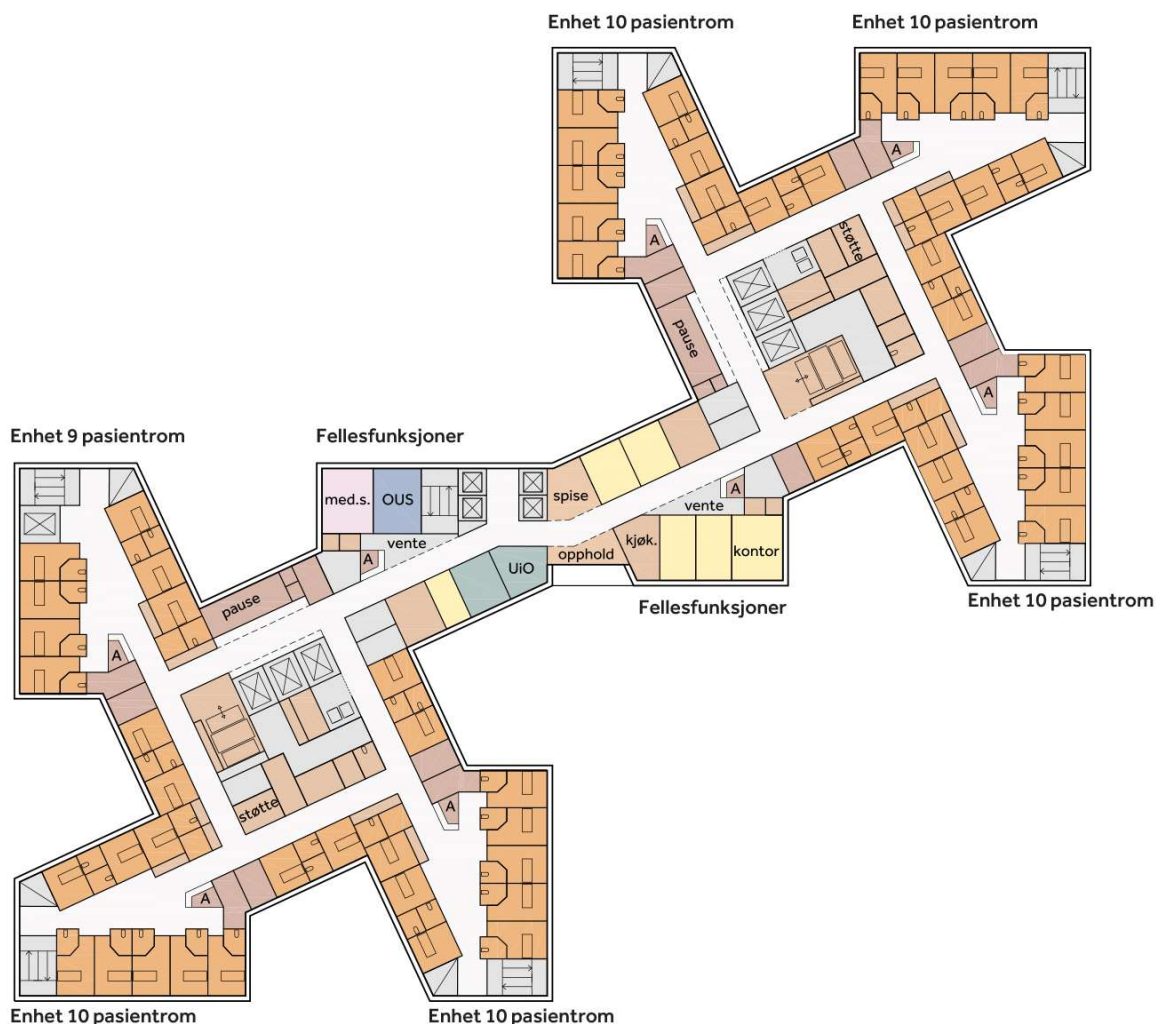 Enhet 10 pasientrom
Enhet 10 pasientrom
A
A
støtte
pause
A
Enhet 9 pasientrom
Fellesfunksjoner
med.s.
OUS
spise
A
vente
vente
kjøk.
opphold
kontor
A
UiO
pause
Fellesfunksjoner
Enhet 10 pasientrom
A
støtte
A
A
Enhet 10 pasientrom
Enhet 10 pasientrom